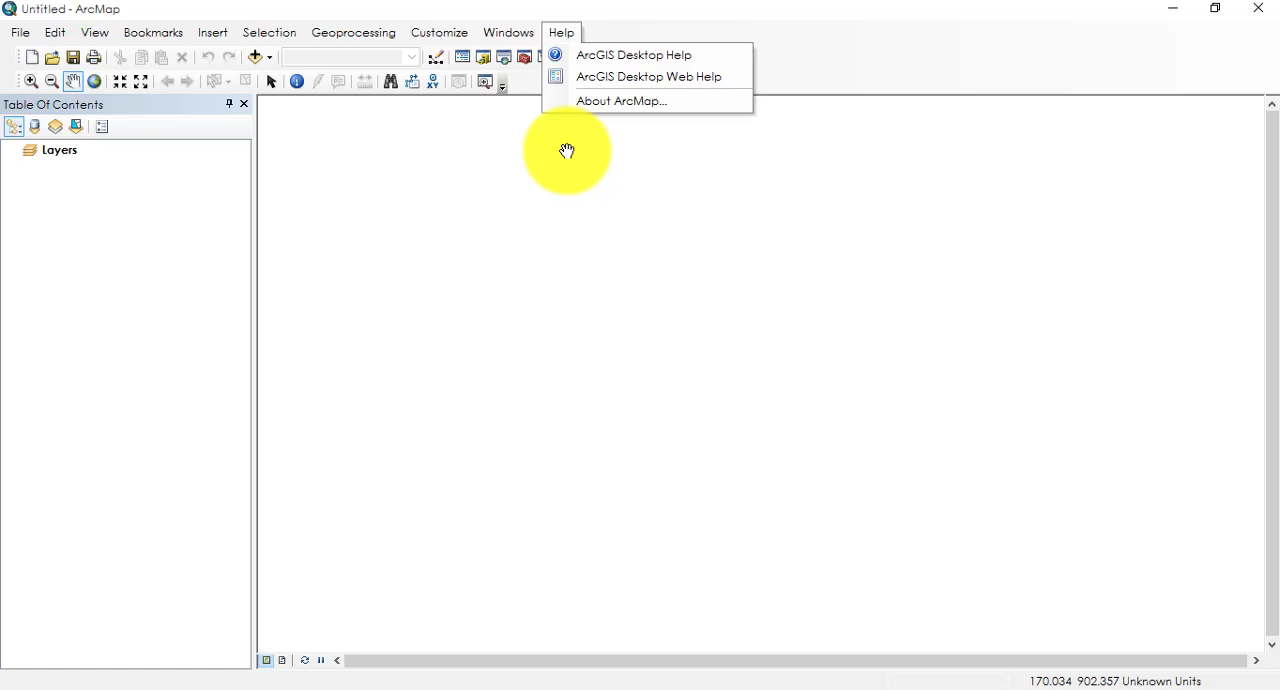 Untitled - ArcMap
File Edit View Bookmarks Insert Selection Geoprocessing Customize Windows Help
ArcGIS Desktop Help
ArcGIS Desktop Web Help
About ArcMap...
Table Of Contents
Layers
170.034 902.357 Unknown Units